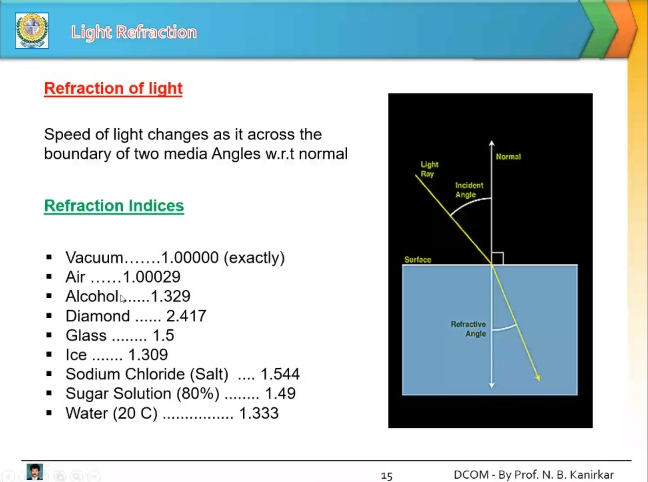 Light Refraction
Refraction of light
Speed of light changes as it across the
boundary of two media Angles w.r.t normal
Refraction Indices
▪ Vacuum.......1.00000 (exactly)
▪ Air ......1.00029
▪ Alcohol......1.329
▪ Diamond ...... 2.417
▪ Glass ........ 1.5
▪ Ice ....... 1.309
▪ Sodium Chloride (Salt) .... 1.544
▪ Sugar Solution (80%) ........ 1.49
▪ Water (20 C) ............... 1.333
Normal
Light
Ray
Incident
Angle
Surface
Refractive
Angle
15
DCOM - By Prof. N. B. Kanirkar